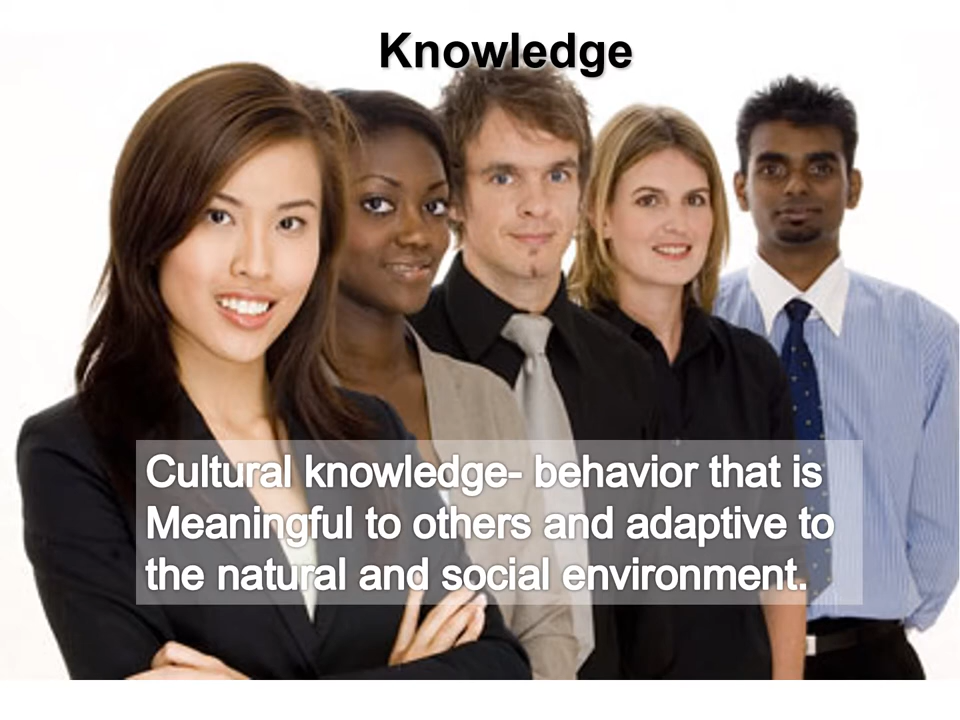 Knowledge
Cultural knowledge- behavior that is
Meaningful to others and adaptive to
the natural and social environment.